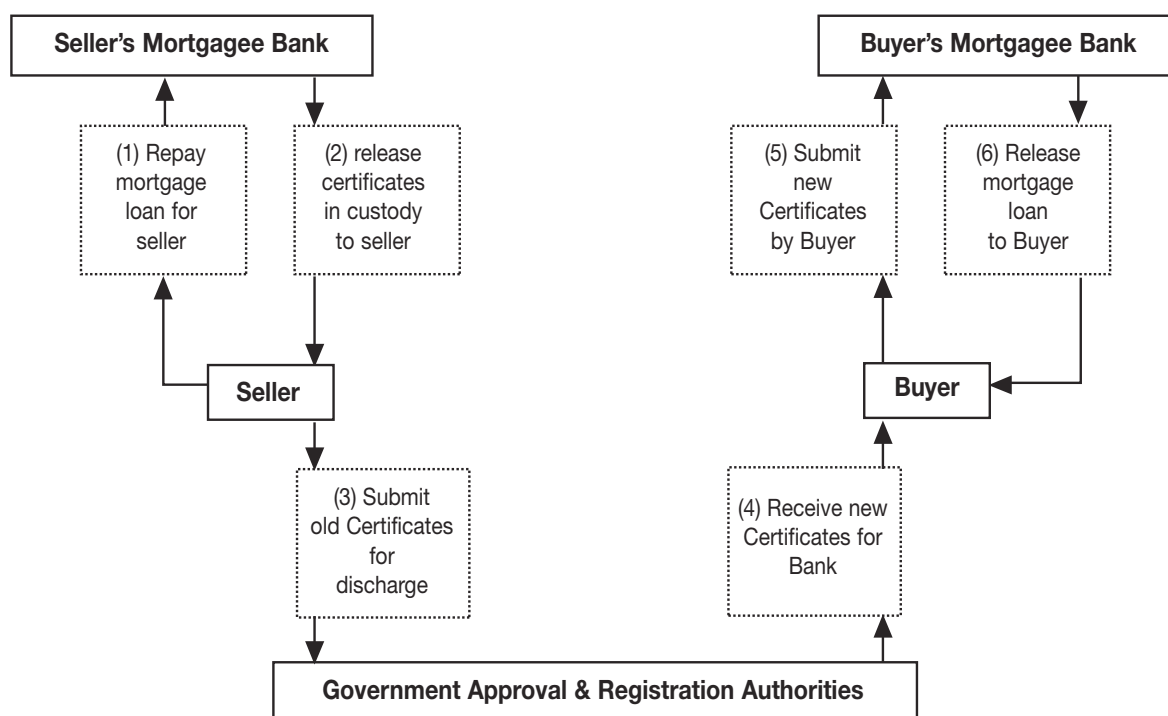 Seller's Mortgagee Bank
Buyer's Mortgagee Bank
(1) Repay
mortgage
loan for
seller
(2) release
certificates
in custody
to seller
(5) Submit
new
Certificates
by Buyer
(6) Release
mortgage
loan
to Buyer
Seller
Buyer
(3) Submit
old Certificates
for
discharge
(4) Receive new
Certificates for
Bank
Government Approval & Registration Authorities